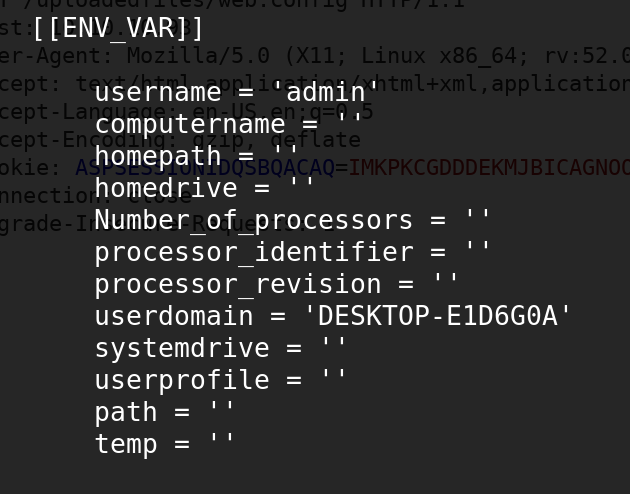 r /uploadedfiles/web.config HTTP/1.1
[[ENV_VAR]]
er-Agent: Mozilla/5.0 (X11; Linux x86_64; rv:52.0
cept: text/html,application/xhtml+xml,application
username = 'admin'
cept-Language: en-US,en;q=0.5
computername = ''
cept-Encoding: gzip, deflate
homepath = ''
okie: ASPSESSIONIDQSBQACAQ=IMKPKCGDDDEKMJBICAGNOO
homedrive = ''
nnection: close
Number_of_processors = ''
grade-Insecure-Requests:
processor_identifier = ''
processor_revision = ''
userdomain = 'DESKTOP-E1D6G0A'
systemdrive = ''
userprofile = ''
path = ''
temp = ''